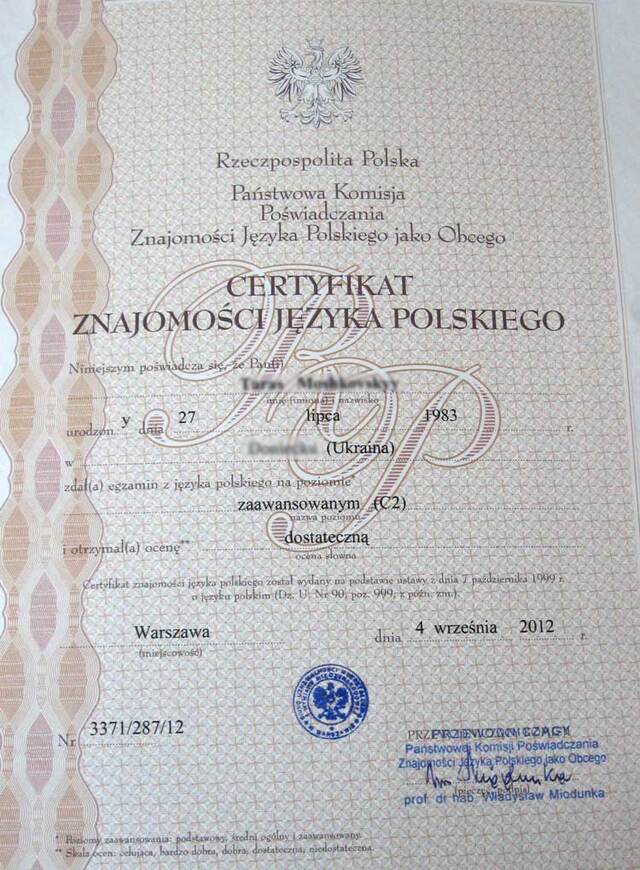 Rzeczpospolita Polska
Państwowa Komisja
Poświadczania
Znajomości Języka Polskiego jako Obcego
CERTYFIKAT
ZNAJOMOŚCI JĘZYKA POLSKIEGO
Niniejszym poświadcza się, że Pan(i)
imię (imiona) i nazwisko
urodzon y dnia 27 lipca 1983 r.
w (Ukraina)
zdał(a) egzamin z języka polskiego na poziomie*
zaawansowanym (C2)
nazwa poziomu
i otrzymał(a) ocenę** dostateczną
ocena słowna
Certyfikat znajomości języka polskiego został wydany na podstawie ustawy z dnia 7 października 1999 r.
o języku polskim (Dz. U. Nr 90, poz. 999, z późn. zm.).
Warszawa dnia 4 września 2012 r.
(miejscowość)
Nr 3371/287/12
PRZEWODNICZĄCY
Państwowej Komisji Poświadczania
Znajomości Języka Polskiego jako Obcego
prof. dr hab. Władysław Miodunka
* Poziomy zaawansowania: podstawowy, średni ogólny i zaawansowany.
** Skala ocen: celująca, bardzo dobra, dobra, dostateczna, niedostateczna.